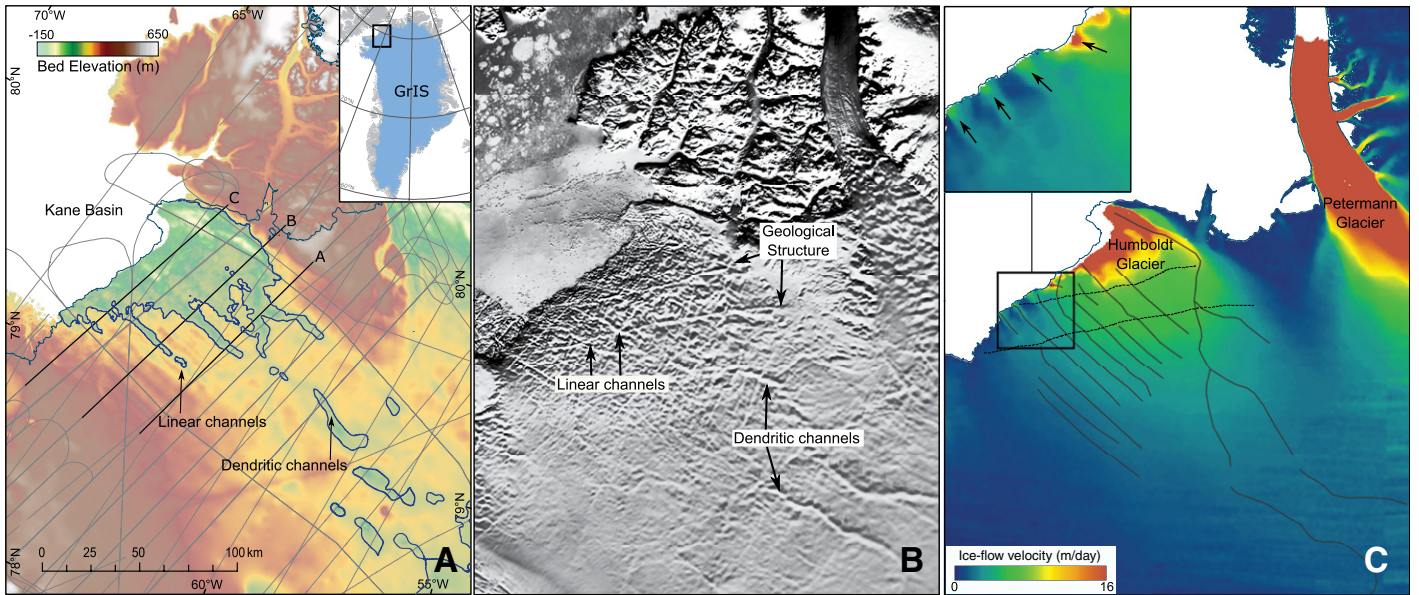 70°W
65°W
-150
650
Bed Elevation (m)
80°N
GrIS
60°N
Kane Basin
C
B
A
80°N
79°N
Linear channels
Dendritic channels
79°N
0 25 50 100 km
78°N
60°W
55°W
A
Geological
Structure
Linear channels
Dendritic channels
B
Petermann
Glacier
Humboldt
Glacier
Ice-flow velocity (m/day)
0
16
C